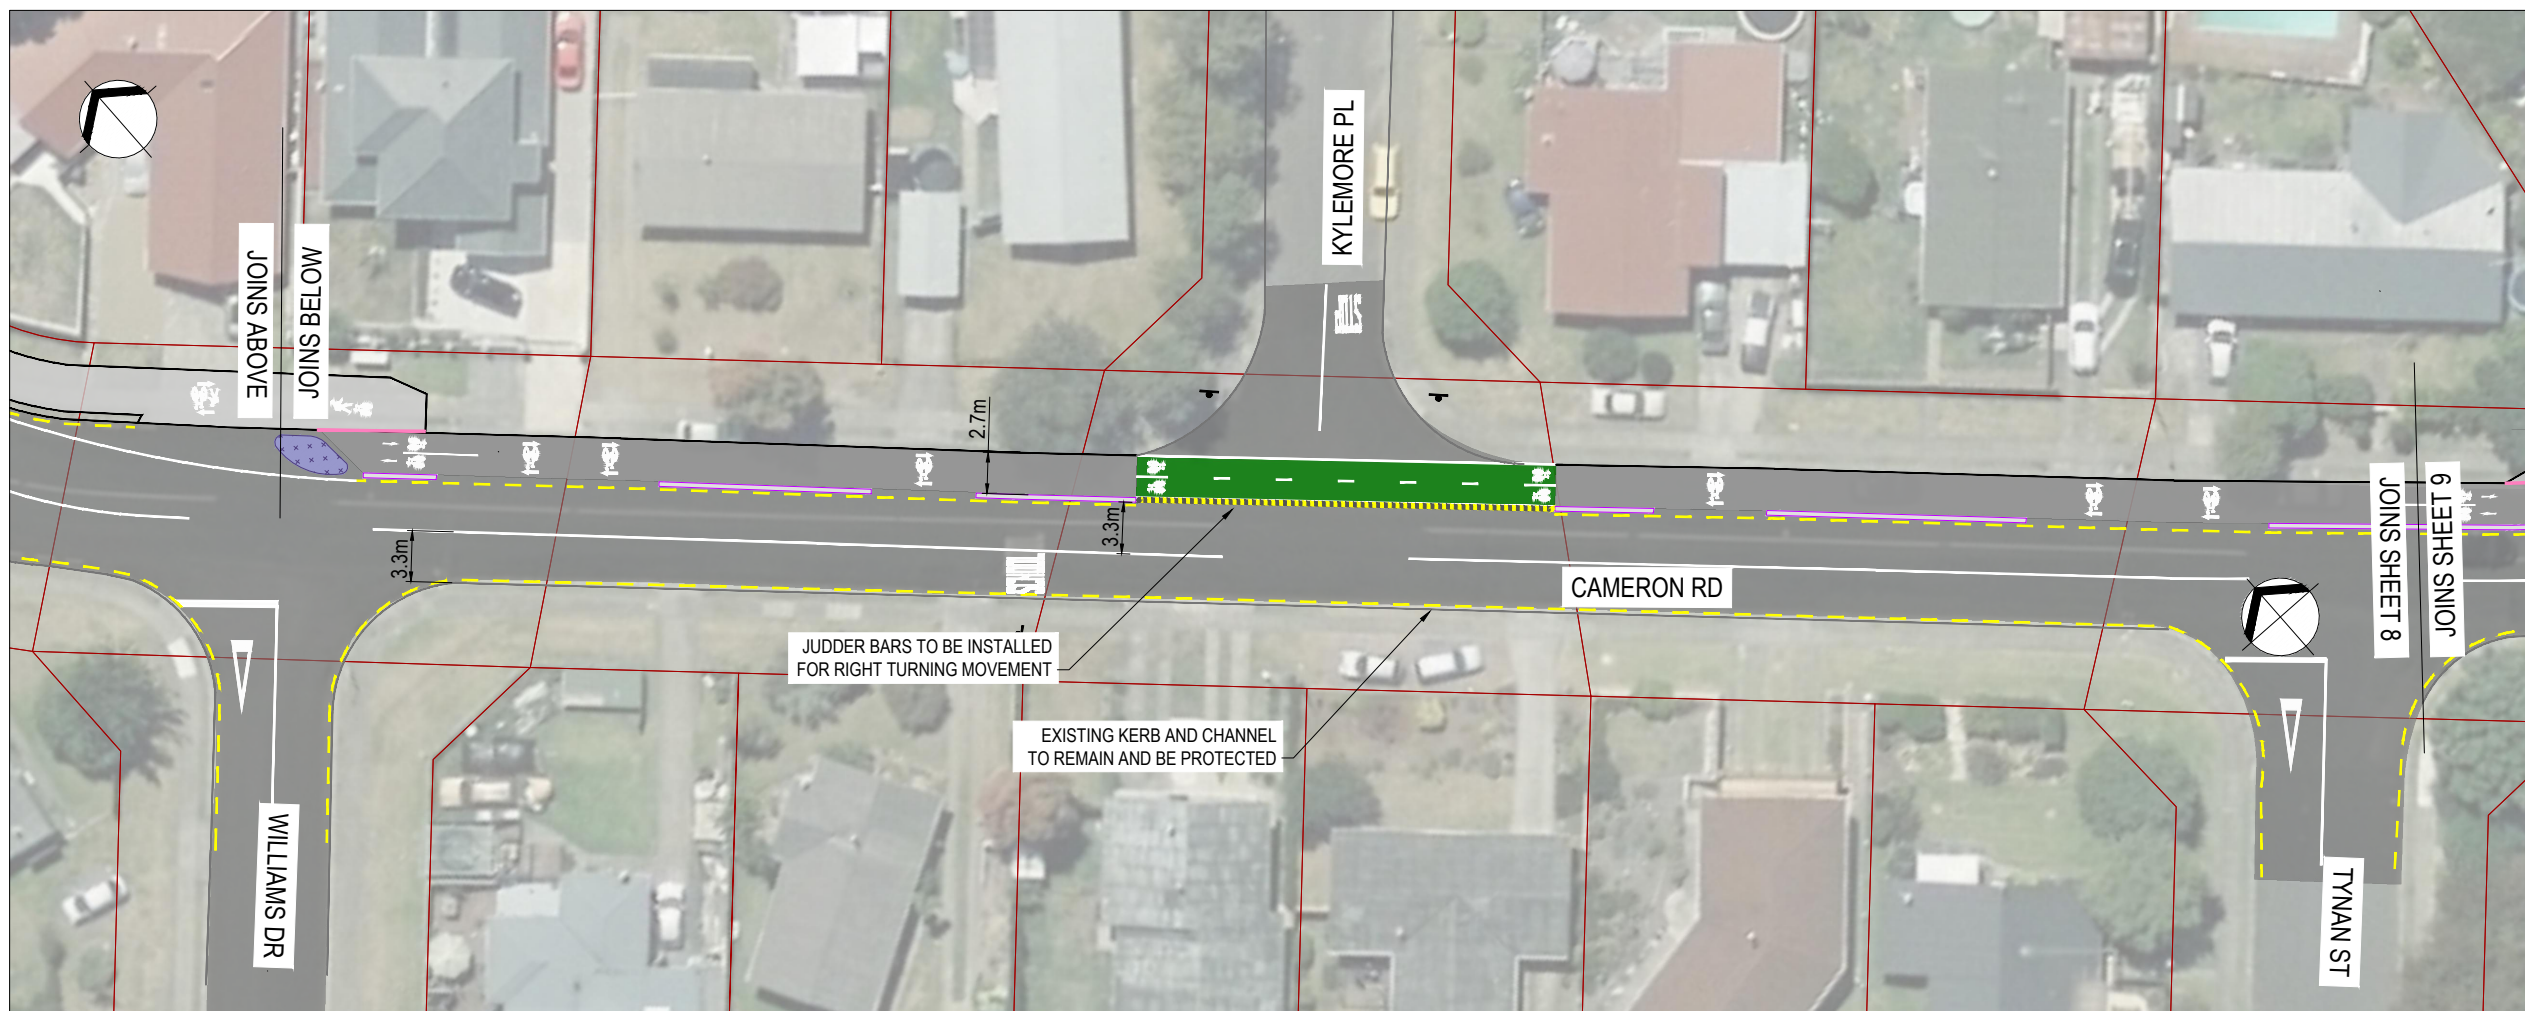 JOINS ABOVE
JOINS BELOW
KYLEMORE PL
2.7m
3.3m
3.3m
CAMERON RD
JOINS SHEET 8
JOINS SHEET 9
JUDDER BARS TO BE INSTALLED
FOR RIGHT TURNING MOVEMENT
EXISTING KERB AND CHANNEL
TO REMAIN AND BE PROTECTED
WILLIAMS DR
TYNAN ST